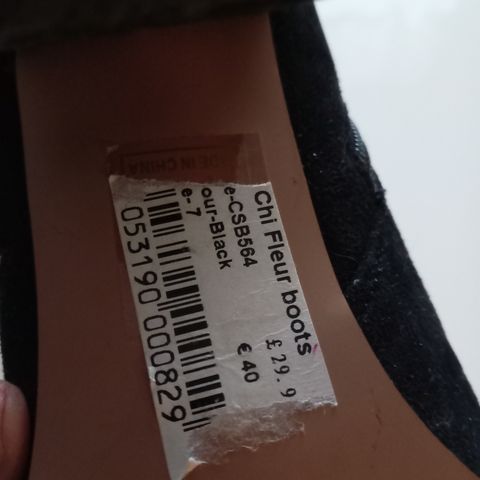 DE IN CHINA
Chi Fleur boots
e-CSB564
our-Black
e-7
£29.9
€40
053190 000829